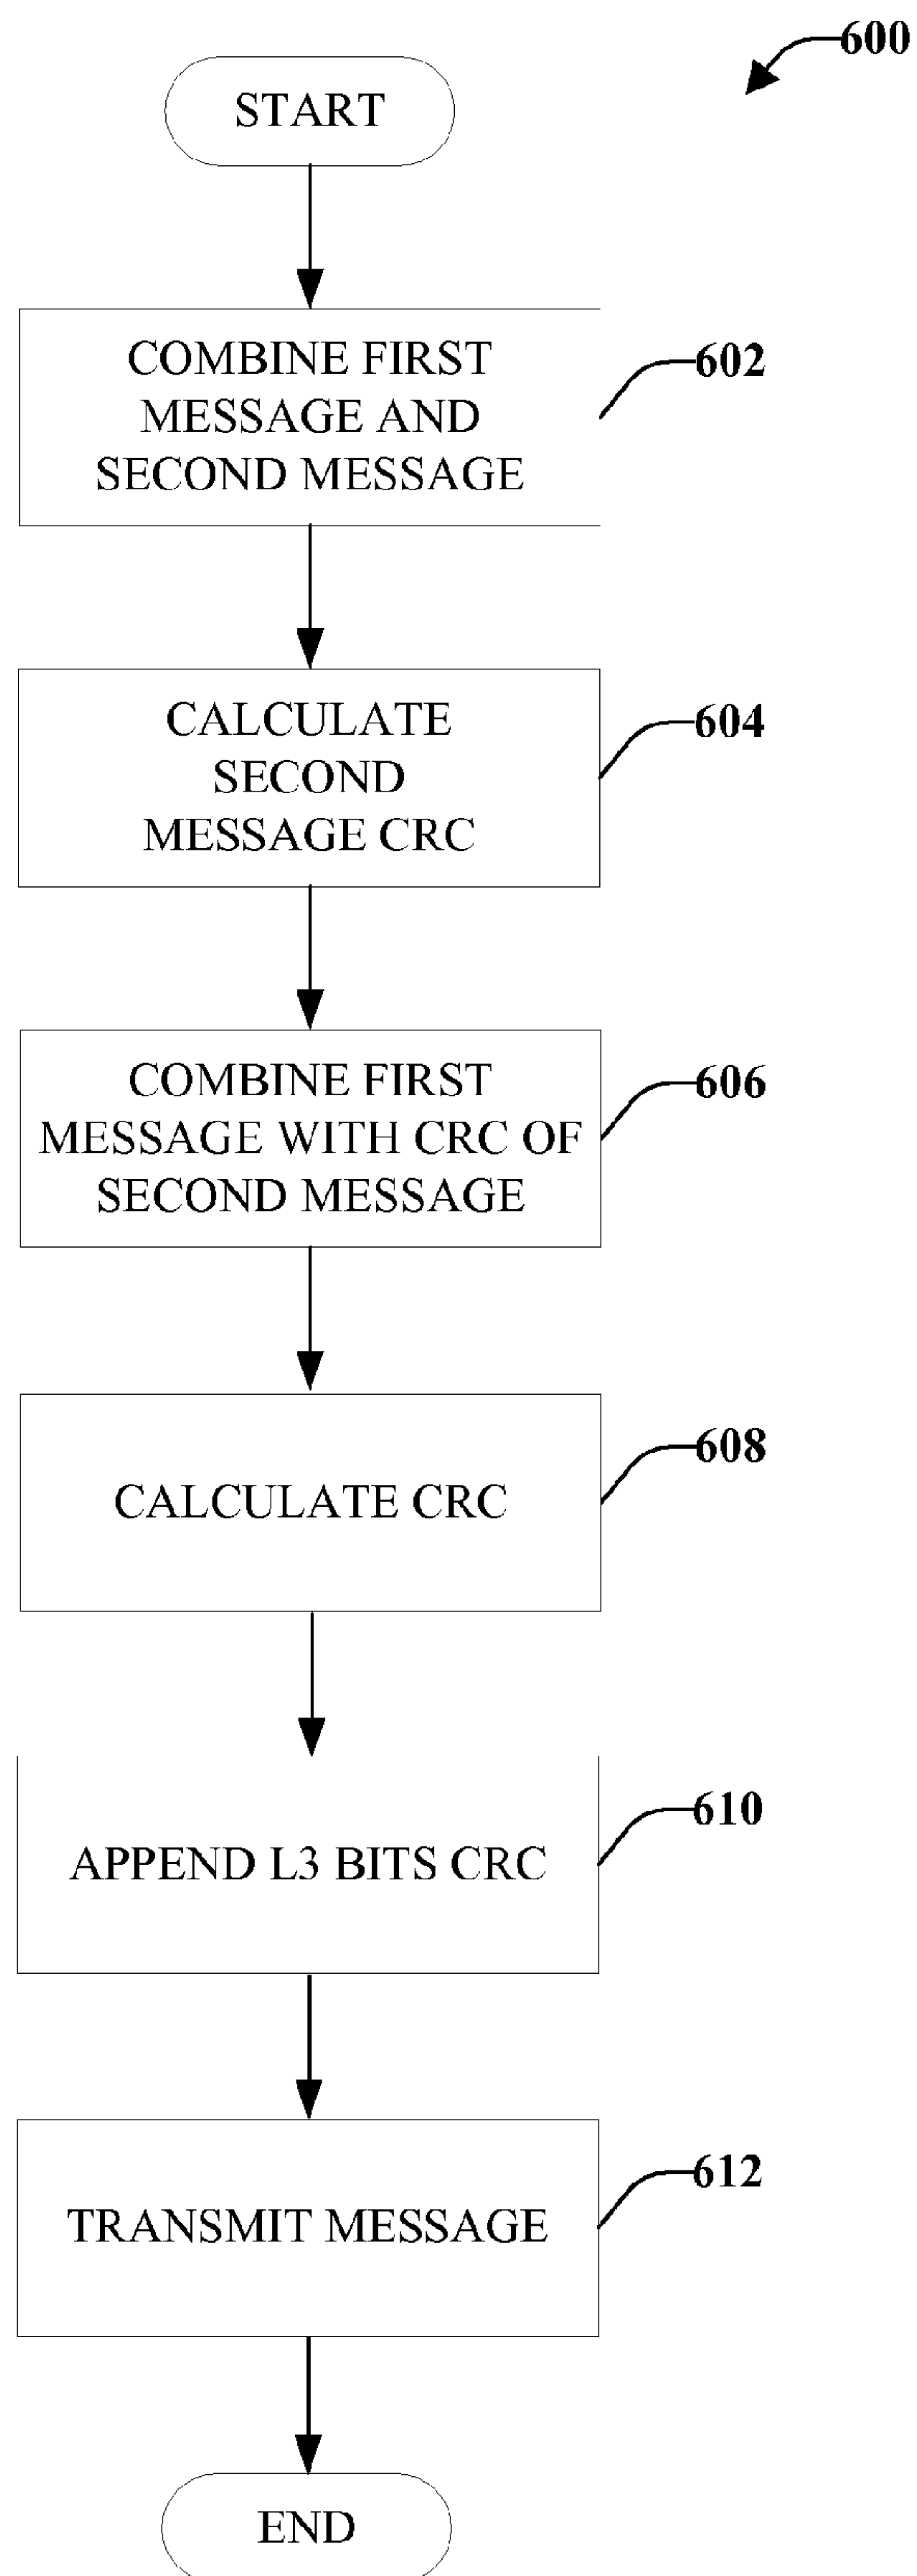 600
START
COMBINE FIRST
MESSAGE AND
SECOND MESSAGE
602
CALCULATE
SECOND
MESSAGE CRC
604
COMBINE FIRST
MESSAGE WITH CRC OF
SECOND MESSAGE
606
CALCULATE CRC
608
APPEND L3 BITS CRC
610
TRANSMIT MESSAGE
612
END